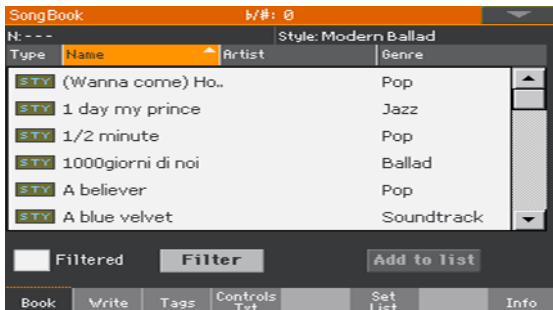 SongBook ♭/#: 0
N:--- Style: Modern Ballad
Type Name Artist Genre
STY (Wanna come) Ho.. Pop
STY 1 day my prince Jazz
STY 1/2 minute Pop
STY 1000giorni di noi Ballad
STY A believer Pop
STY A blue velvet Soundtrack
Filtered Filter Add to list
Book Write Tags Controls Txt Set List Info